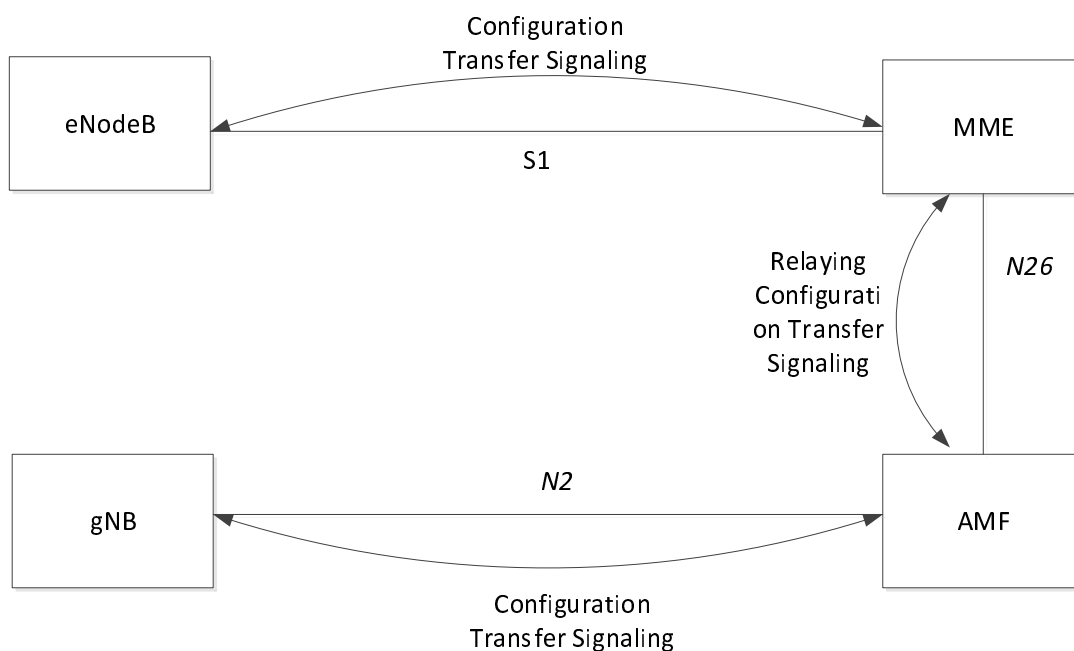 Configuration
Transfer Signaling
eNodeB
MME
S1
Relaying
Configurati
on Transfer
Signaling
N26
N2
gNB
AMF
Configuration
Transfer Signaling